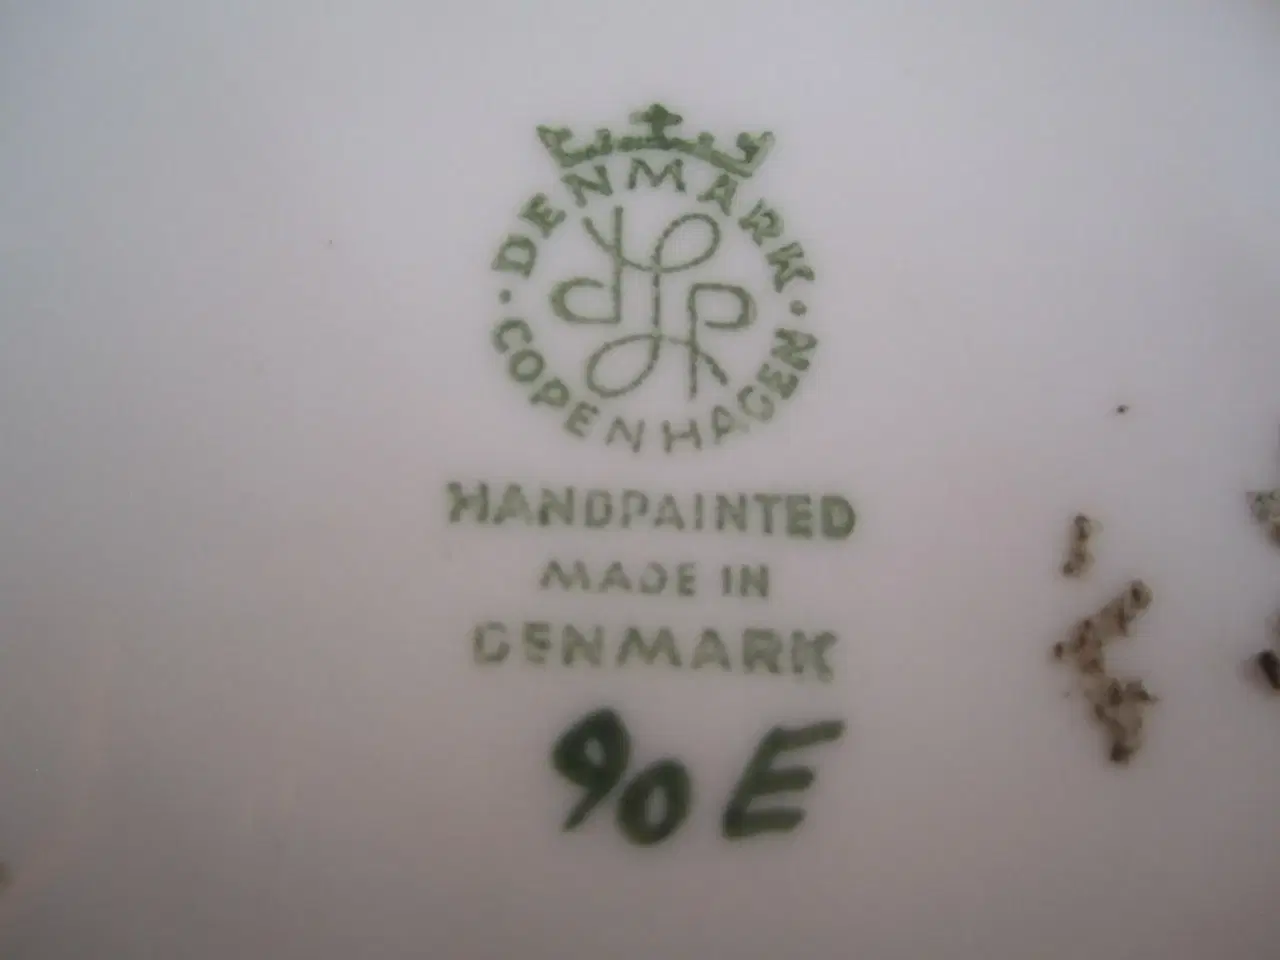 DENMARK
COPENHAGEN
HANDPAINTED
MADE IN
DENMARK
90 E